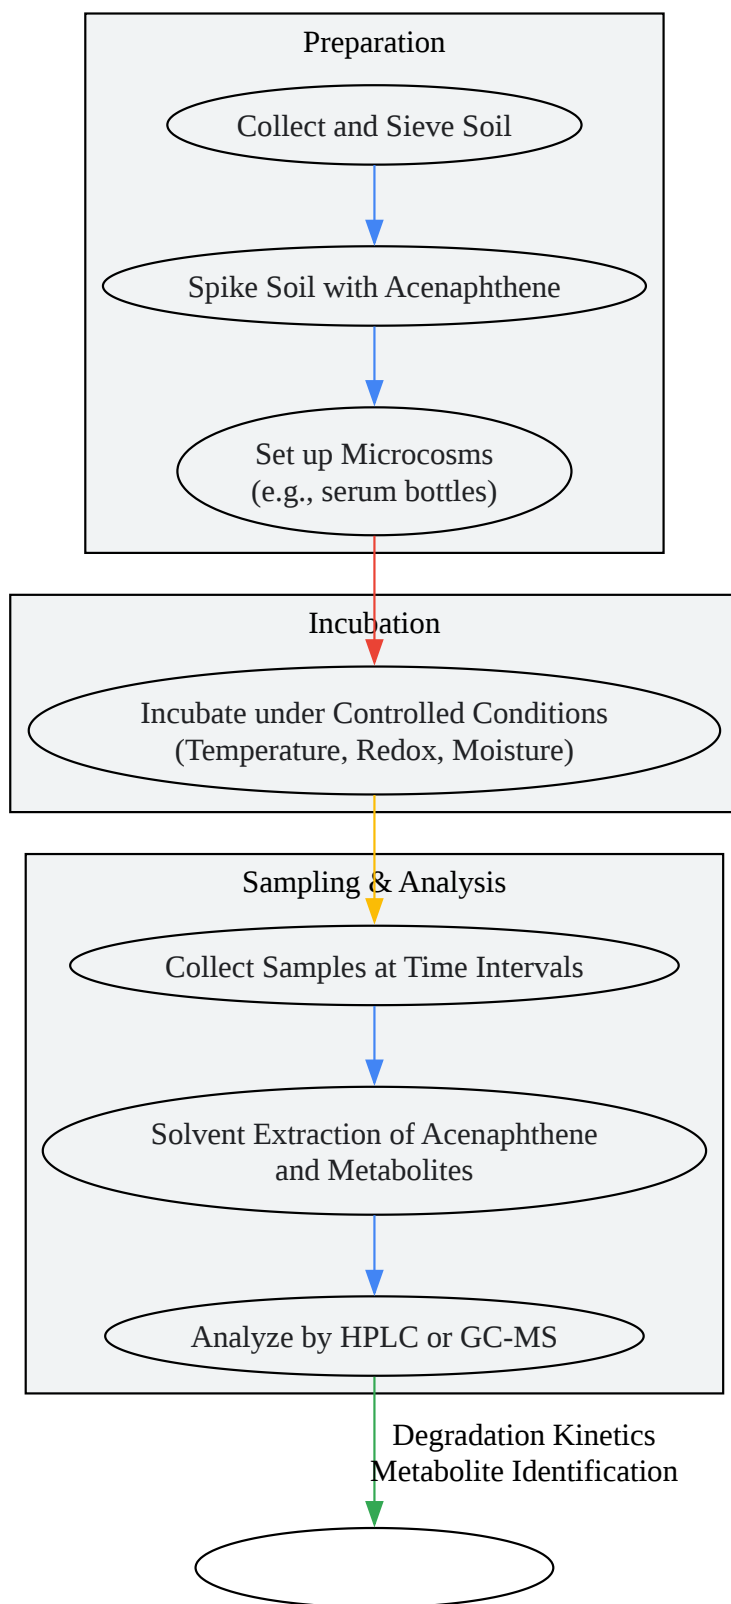 Preparation
Collect and Sieve Soil
Spike Soil with Acenaphthene
Set up Microcosms
(e.g., serum bottles)
Incubation
Incubate under Controlled Conditions
(Temperature, Redox, Moisture)
Sampling & Analysis
Collect Samples at Time Intervals
Solvent Extraction of Acenaphthene
and Metabolites
Analyze by HPLC or GC-MS
Degradation Kinetics
Metabolite Identification